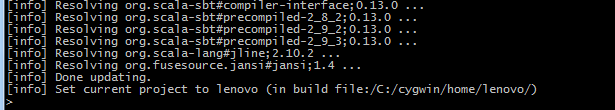 [info] Resolving org.scala-sbt#compiler-interface;0.13.0 ...
[info] Resolving org.scala-sbt#precompiled-2_8_2;0.13.0 ...
[info] Resolving org.scala-sbt#precompiled-2_9_2;0.13.0 ...
[info] Resolving org.scala-sbt#precompiled-2_9_3;0.13.0 ...
[info] Resolving org.scala-lang#jline;2.10.2 ...
[info] Resolving org.fusesource.jansi#jansi;1.4 ...
[info] Done updating.
[info] Set current project to lenovo (in build file:/C:/cygwin/home/lenovo/)
>